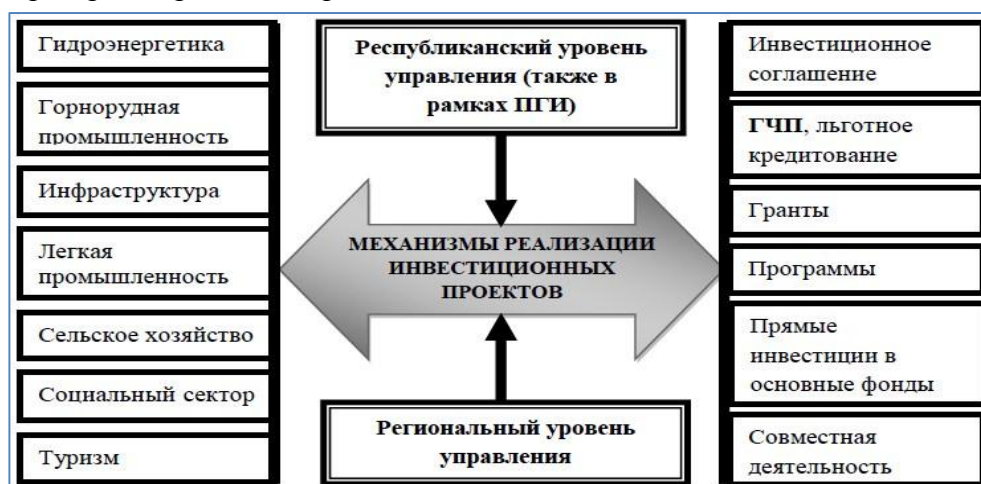 Гидроэнергетика
Горнорудная
промышленность
Инфраструктура
Легкая
промышленность
Сельское хозяйство
Социальный сектор
Туризм
Республиканский уровень
управления (также в
рамках ПГИ)
МЕХАНИЗМЫ РЕАЛИЗАЦИИ
ИНВЕСТИЦИОННЫХ
ПРОЕКТОВ
Региональный уровень
управления
Инвестиционное
соглашение
ГЧП, льготное
кредитование
Гранты
Программы
Прямые
инвестиции в
основные фонды
Совместная
деятельность